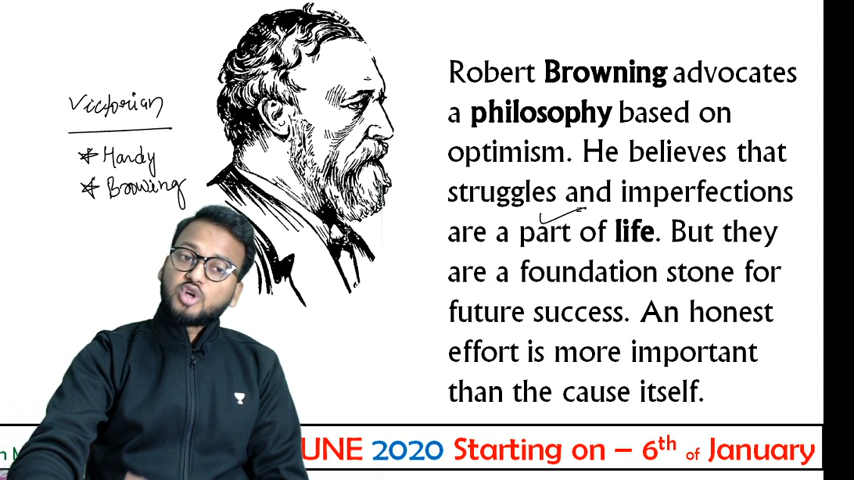 Victorian
Hardy
Browing
Robert Browning advocates
a philosophy based on
optimism. He believes that
struggles and imperfections
are a part of life. But they
are a foundation stone for
future success. An honest
effort is more important
than the cause itself.
UNE 2020 Starting on – 6th of January